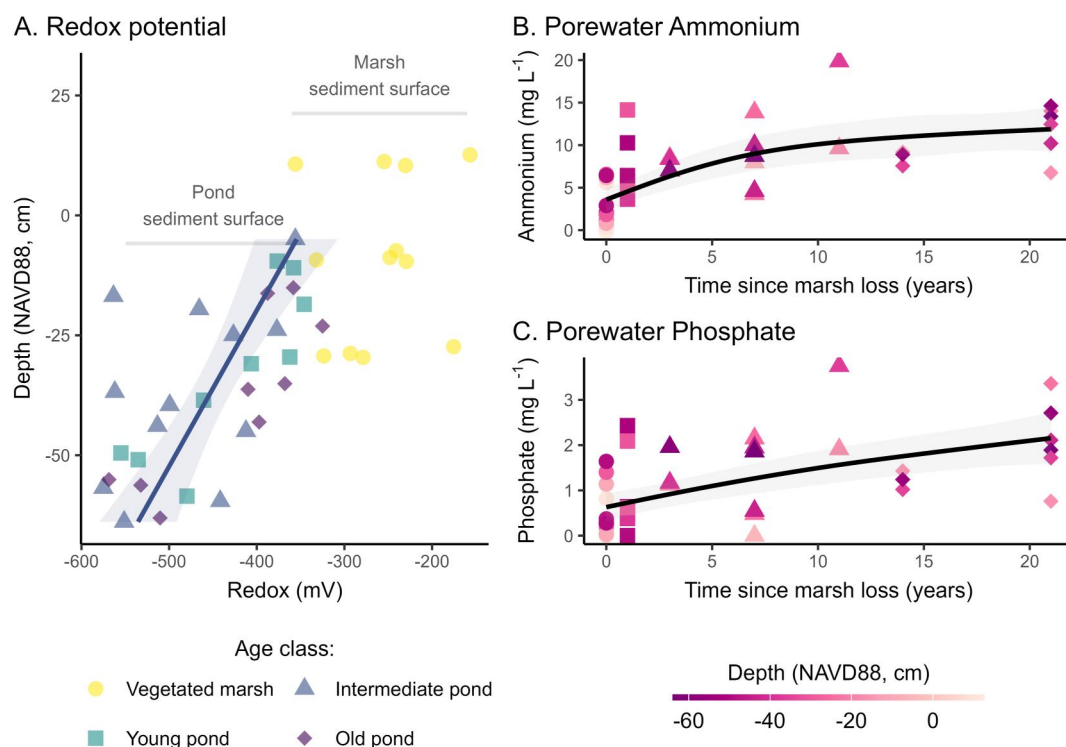 A. Redox potential
Marsh
sediment surface
Pond
sediment surface
25
0
-25
-50
Depth (NAVD88, cm)
-600
-500
-400
-300
-200
Redox (mV)
Age class:
Vegetated marsh
Intermediate pond
Young pond
Old pond
B. Porewater Ammonium
20
15
10
5
0
Ammonium (mg L⁻¹)
0
5
10
15
20
Time since marsh loss (years)
C. Porewater Phosphate
3
2
1
0
Phosphate (mg L⁻¹)
0
5
10
15
20
Time since marsh loss (years)
Depth (NAVD88, cm)
-60
-40
-20
0